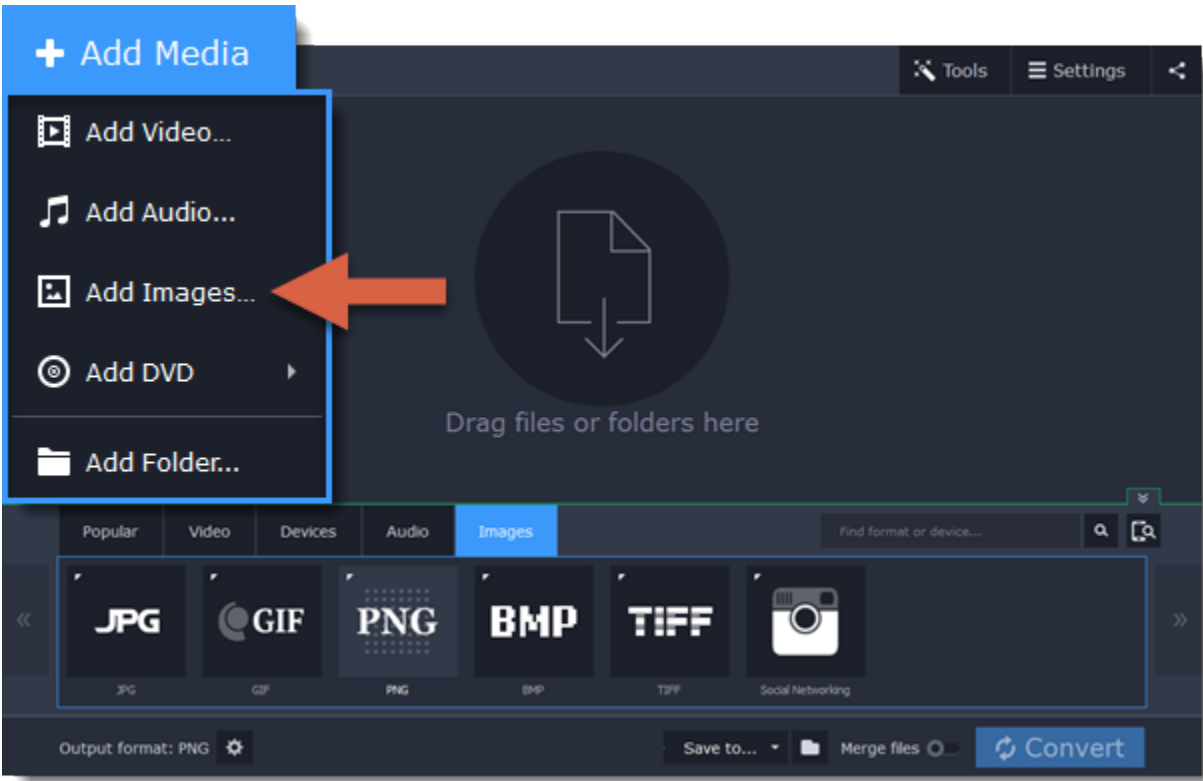 Add Media
Tools Settings
Add Video...
Add Audio...
Add Images...
Add DVD
Add Folder...
Drag files or folders here
Popular Video Devices Audio Images Find format or device...
JPG GIF PNG BMP TIFF
JPG GIF PNG BMP TIFF Social Networking
Output format: PNG Save to... Merge files Convert